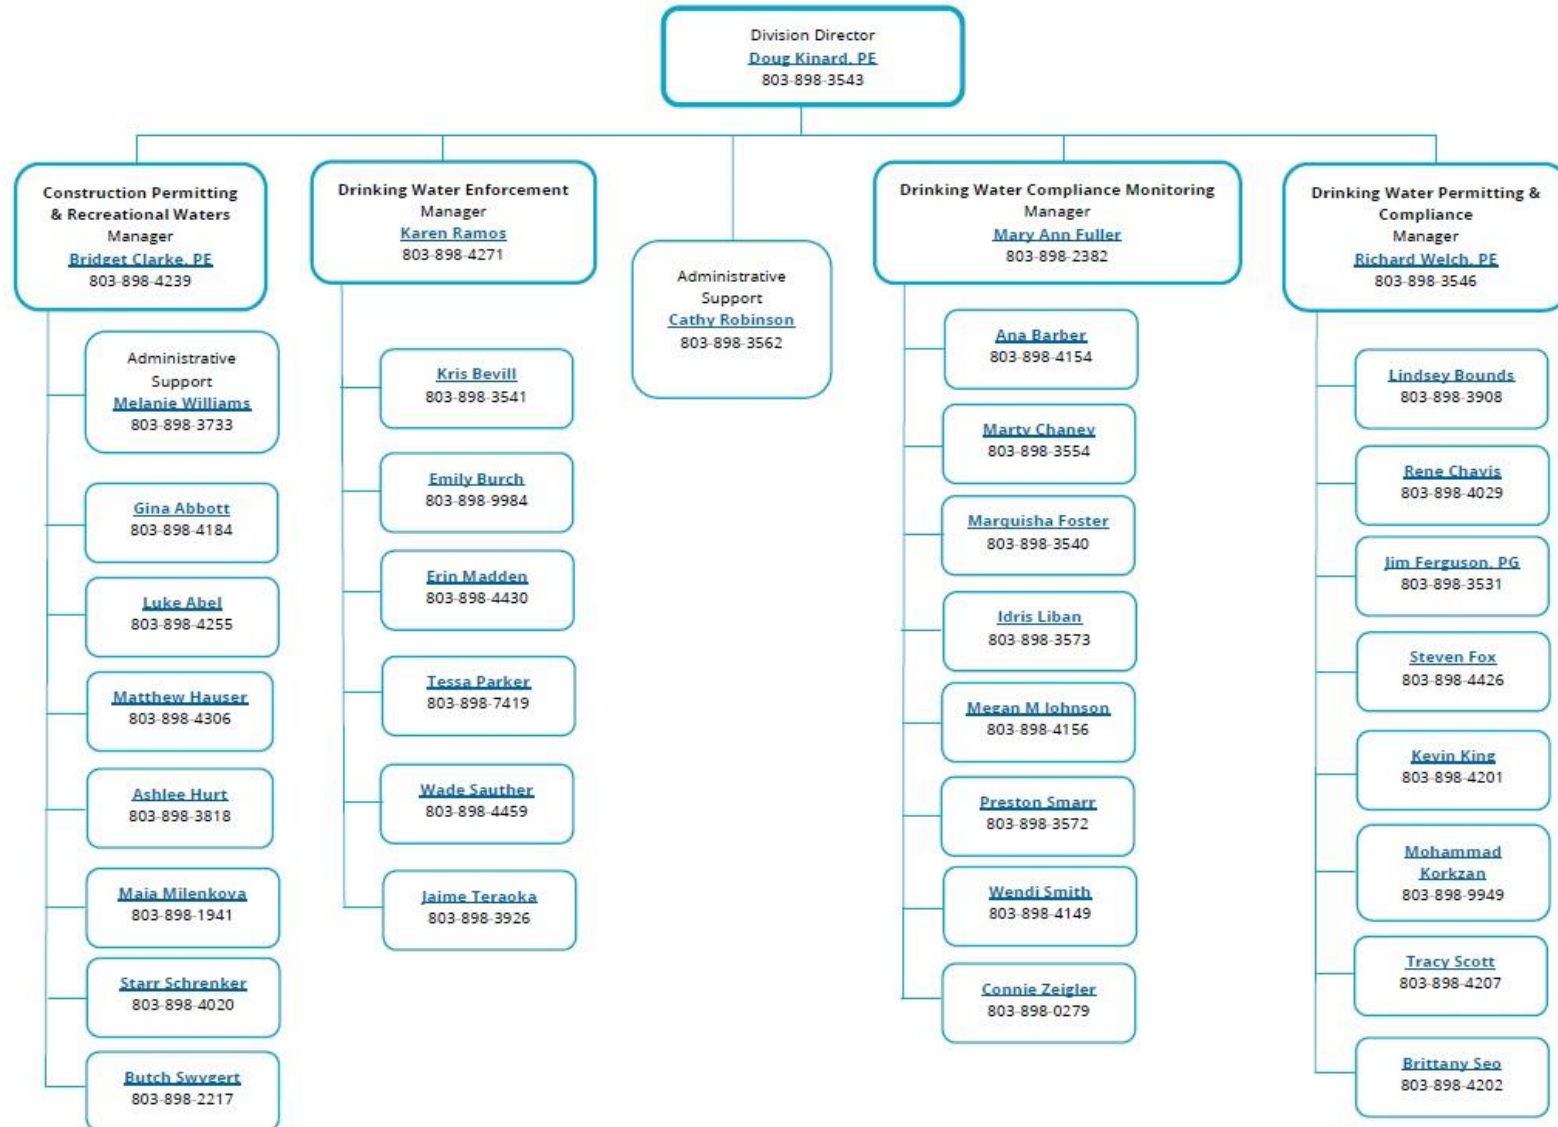 Division Director
Doug Kinard, PE
803-898-3543
Construction Permitting
& Recreational Waters
Manager
Bridget Clarke, PE
803-898-4239
Administrative
Support
Melanie Williams
803-898-3733
Gina Abbott
803-898-4184
Luke Abel
803-898-4255
Matthew Hauser
803-898-4306
Ashlee Hurt
803-898-3818
Maia Milenkova
803-898-1941
Starr Schrenker
803-898-4020
Butch Swygert
803-898-2217
Drinking Water Enforcement
Manager
Karen Ramos
803-898-4271
Kris Bevill
803-898-3541
Emily Burch
803-898-9984
Erin Madden
803-898-4430
Tessa Parker
803-898-7419
Wade Sauther
803-898-4459
Jaime Teraoka
803-898-3926
Administrative
Support
Cathy Robinson
803-898-3562
Drinking Water Compliance Monitoring
Manager
Mary Ann Fuller
803-898-2382
Ana Barber
803-898-4154
Marty Chaney
803-898-3554
Marquisha Foster
803-898-3540
Idris Liban
803-898-3573
Megan M Johnson
803-898-4156
Preston Smarr
803-898-3572
Wendi Smith
803-898-4149
Connie Zeigler
803-898-0279
Drinking Water Permitting &
Compliance
Manager
Richard Welch, PE
803-898-3546
Lindsey Bounds
803-898-3908
Rene Chavis
803-898-4029
Jim Ferguson, PG
803-898-3531
Steven Fox
803-898-4426
Kevin King
803-898-4201
Mohammad
Korkzan
803-898-9949
Tracy Scott
803-898-4207
Brittany Seo
803-898-4202